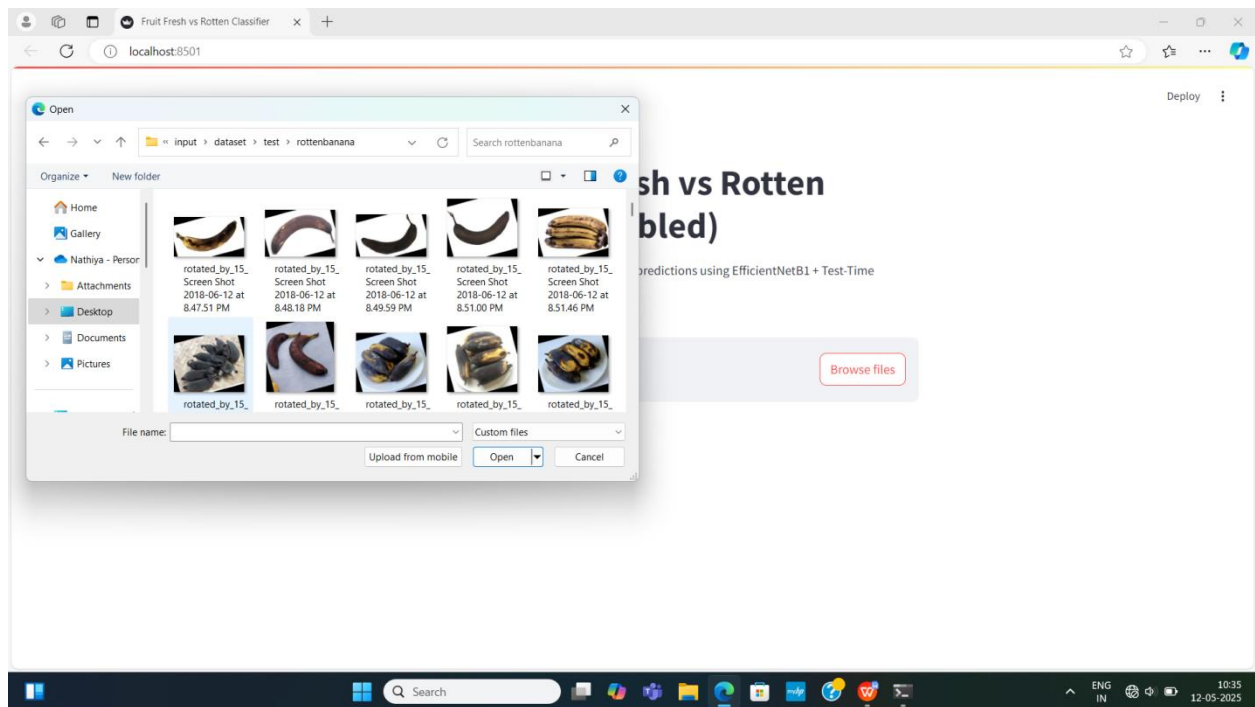 Fruit Fresh vs Rotten Classifier
localhost:8501
Deploy
Open
« input > dataset > test > rottenbanana
Search rottenbanana
Organize
New folder
Home
Gallery
Nathiya - Person
Attachments
Desktop
Documents
Pictures
rotated_by_15_
Screen Shot
2018-06-12 at
8.47.51 PM
rotated_by_15_
Screen Shot
2018-06-12 at
8.48.18 PM
rotated_by_15_
Screen Shot
2018-06-12 at
8.49.59 PM
rotated_by_15_
Screen Shot
2018-06-12 at
8.51.00 PM
rotated_by_15_
Screen Shot
2018-06-12 at
8.51.46 PM
rotated_by_15_
rotated_by_15_
rotated_by_15_
rotated_by_15_
rotated_by_15_
File name:
Custom files
Upload from mobile
Open
Cancel
sh vs Rotten
bled)
predictions using EfficientNetB1 + Test-Time
Browse files
Search
ENG
IN
10:35
12-05-2025